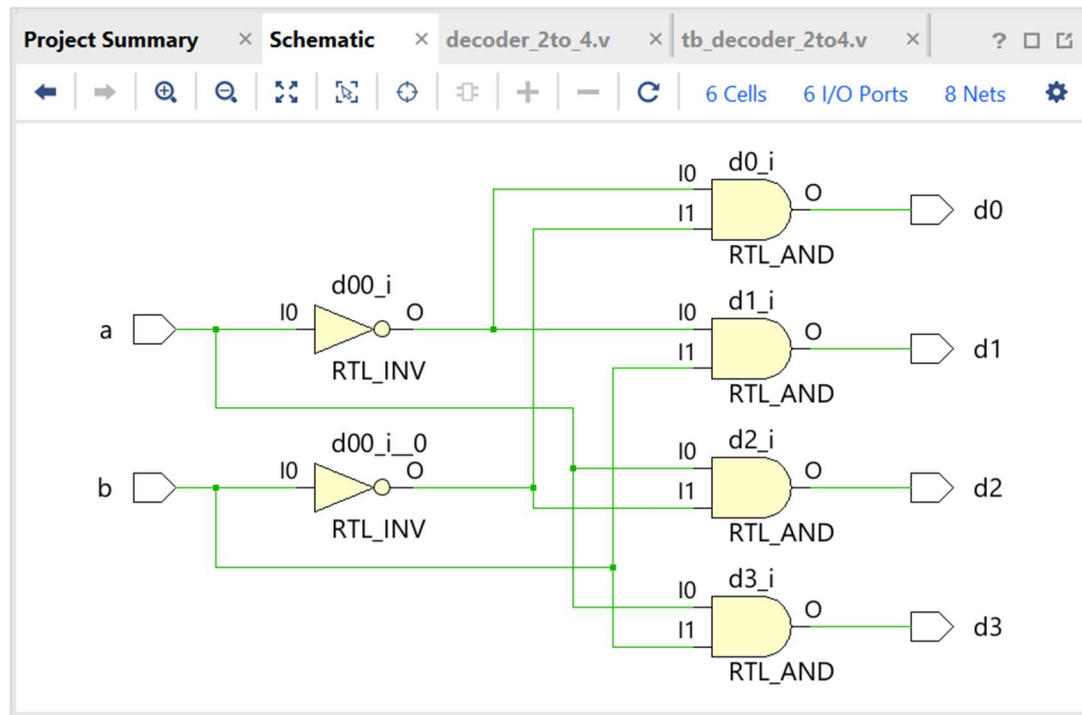 Project Summary × Schematic × decoder_2to_4.v × tb_decoder_2to4.v × ?
6 Cells 6 I/O Ports 8 Nets
d0_i
I0 O
I1
d0
RTL_AND
d00_i
I0 O
a
RTL_INV
d1_i
I0 O
I1
d1
RTL_AND
d00_i__0
I0 O
b
RTL_INV
d2_i
I0 O
I1
d2
RTL_AND
d3_i
I0 O
I1
d3
RTL_AND